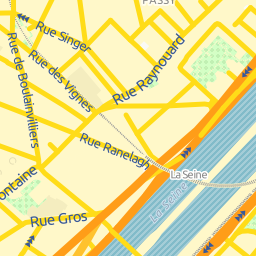 PASSY
Rue Singer
Rue de Boulainvilliers
Rue des Vignes
Rue Raynouard
Rue Ranelagh
La Seine
La Seine
ontaine
Rue Gros